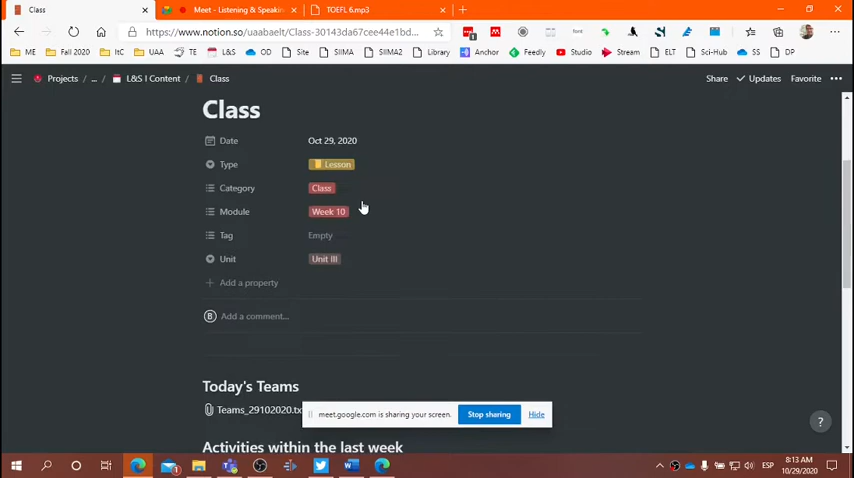 Class
Meet - Listening & Speakin
TOEFL 6.mp3
https://www.notion.so/uaabaelt/Class-30143da67cee44e1bd...
ME
Fall 2020
ItC
UAA
TE
L&S
OD
Site
SIIMA
SIIMA2
Library
Anchor
Feedly
Studio
Stream
ELT
Sci-Hub
SS
DP
Projects / ... / L&S I Content / Class
Share
Updates
Favorite
Class
Date Oct 29, 2020
Type Lesson
Category Class
Module Week 10
Tag Empty
Unit Unit III
+ Add a property
B Add a comment...
Today's Teams
Teams_29102020.tx
meet.google.com is sharing your screen.
Stop sharing
Hide
?
Activities within the last week
ESP
8:13 AM
10/29/2020